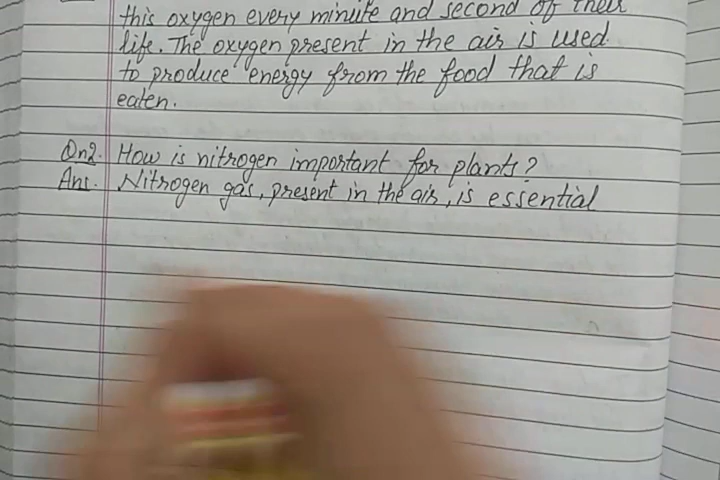 this oxygen every minute and second of their
life. The oxygen present in the air is used
to produce energy from the food that is
eaten.
Qn2. How is nitrogen important for plants?
Ans. Nitrogen gas, present in the air, is essential